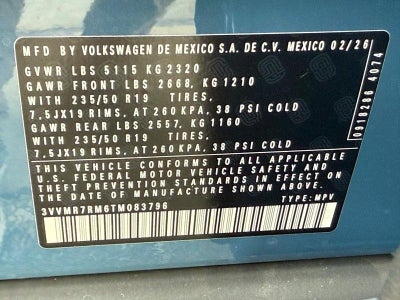 MFD BY VOLKSWAGEN DE MEXICO S.A. DE C.V. MEXICO 02/26
GVWR LBS 5115 KG 2320
GAWR FRONT LBS 2668, KG 1210
WITH 235/50 R19 TIRES,
7.5JX19 RIMS, AT 260 KPA, 38 PSI COLD
GAWR REAR LBS 2557, KG 1160
WITH 235/50 R19 TIRES,
7.5JX19 RIMS, AT 260 KPA, 38 PSI COLD
THIS VEHICLE CONFORMS TO ALL APPLICABLE
U.S. FEDERAL MOTOR VEHICLE SAFETY AND
THEFT PREVENTION STANDARDS IN EFFECT ON
THE DATE OF MANUFACTURE SHOWN ABOVE.
3VVMR7RM6TM083796 TYPE: MPV
0918286 4074